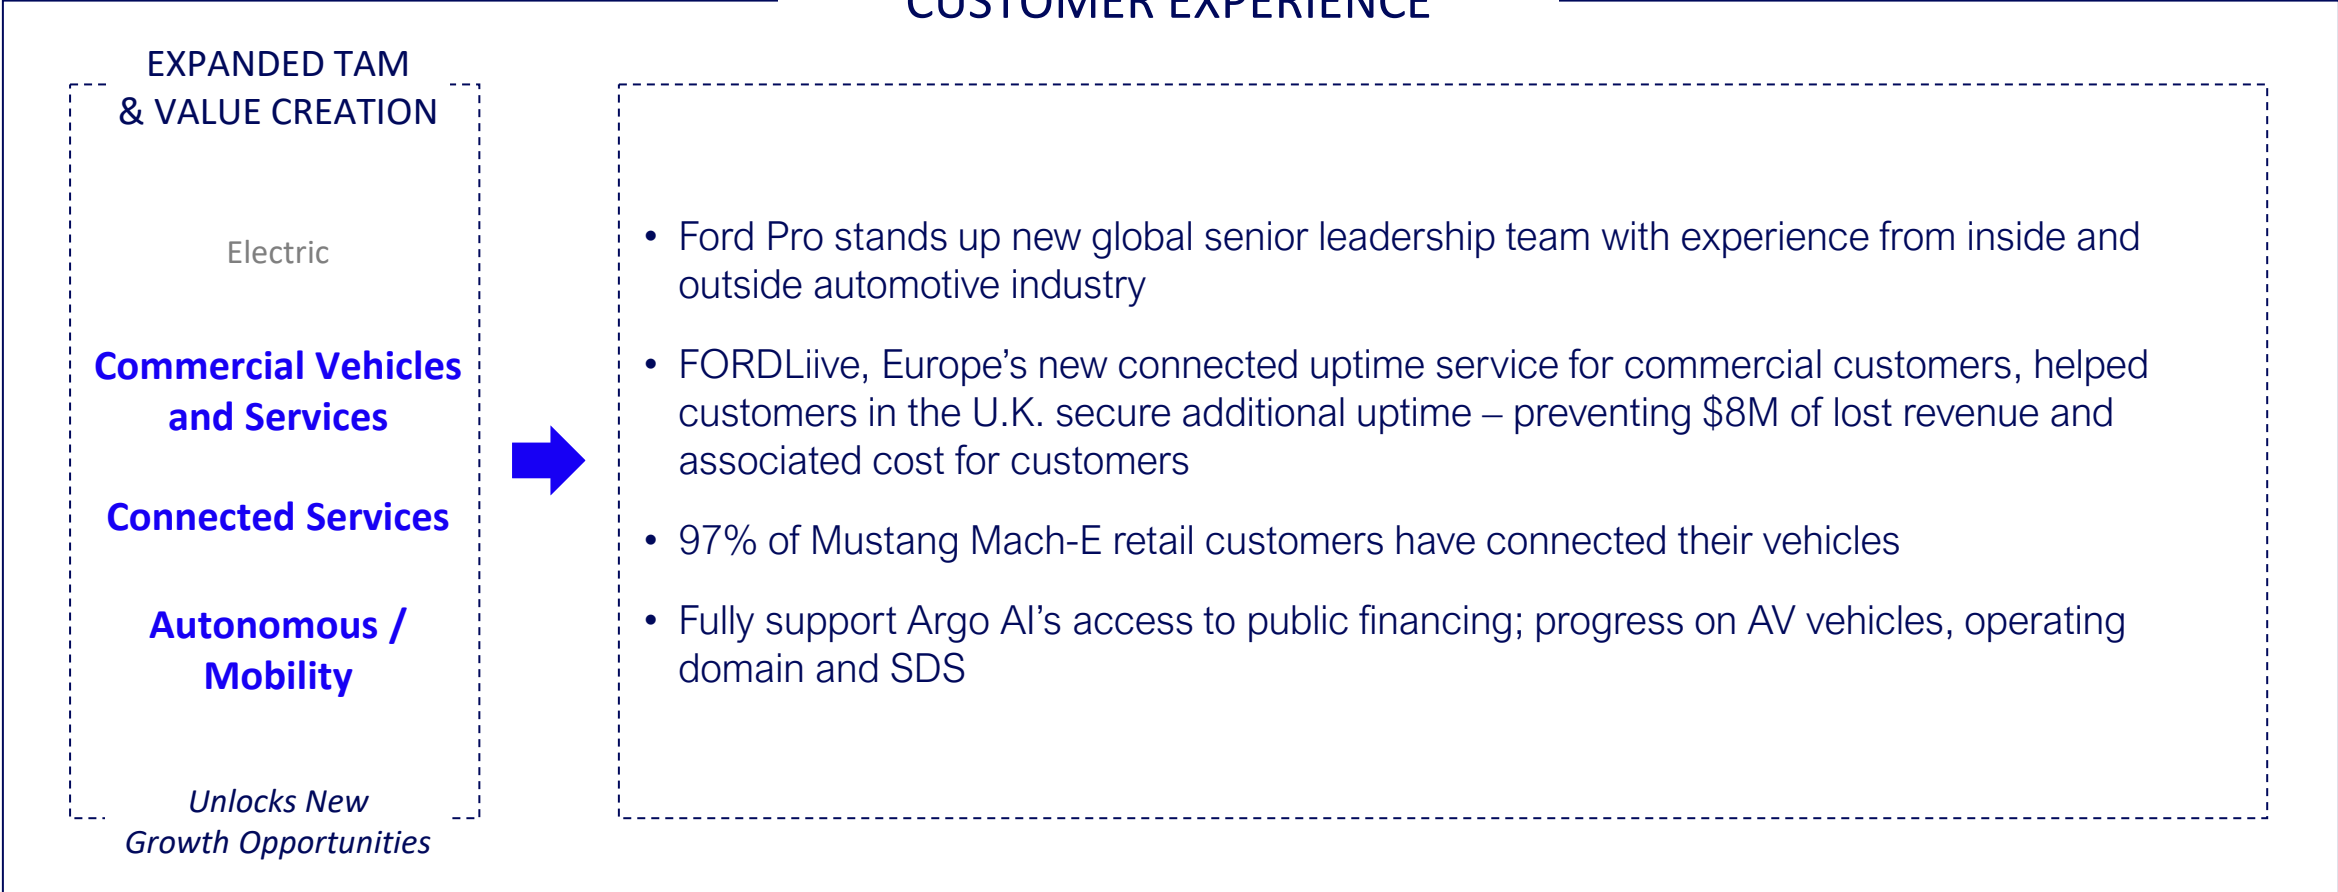 CUSTOMER EXPERIENCE
EXPANDED TAM
& VALUE CREATION
Electric
Commercial Vehicles
and Services
Connected Services
Autonomous /
Mobility
Unlocks New
Growth Opportunities
• Ford Pro stands up new global senior leadership team with experience from inside and
outside automotive industry
• FORDLiive, Europe’s new connected uptime service for commercial customers, helped
customers in the U.K. secure additional uptime – preventing $8M of lost revenue and
associated cost for customers
• 97% of Mustang Mach-E retail customers have connected their vehicles
• Fully support Argo AI’s access to public financing; progress on AV vehicles, operating
domain and SDS